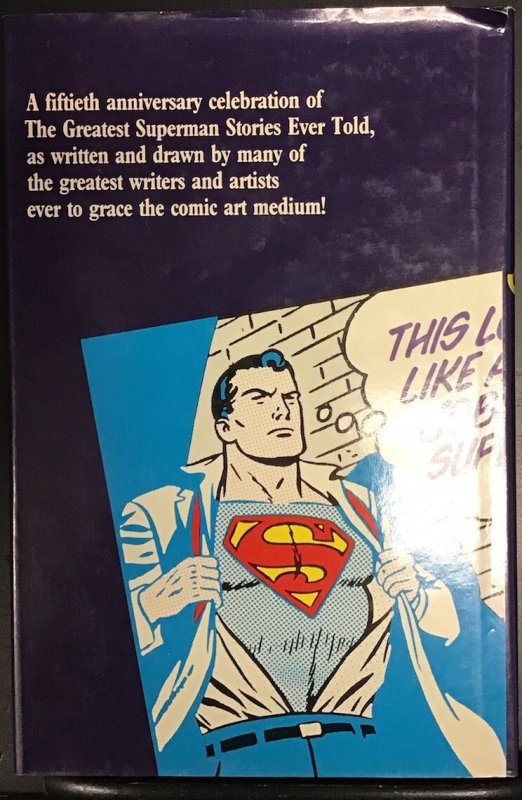 A fiftieth anniversary celebration of
The Greatest Superman Stories Ever Told,
as written and drawn by many of
the greatest writers and artists
ever to grace the comic art medium!
THIS
LIKE
S